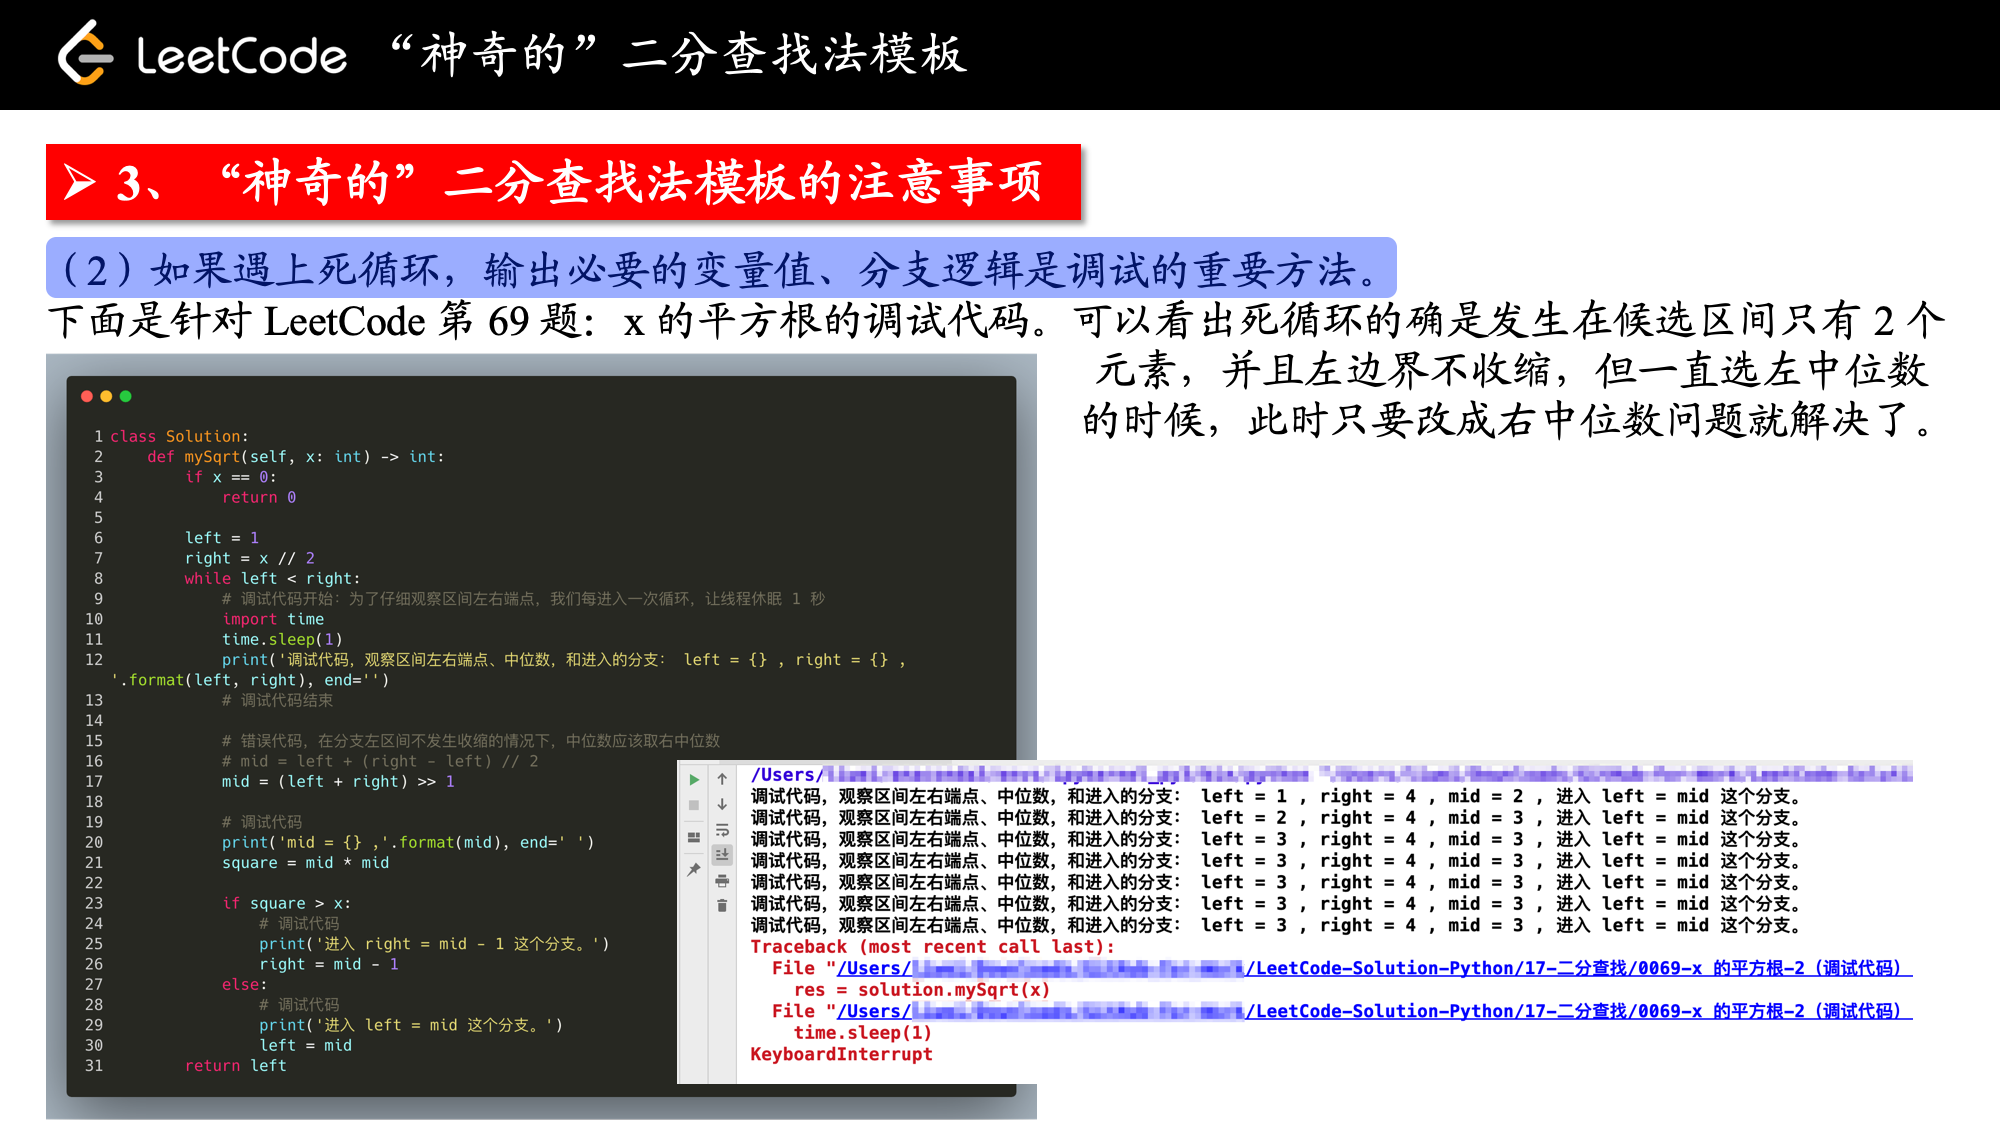 LeetCode “神奇的”二分查找法模板
➢ 3、“神奇的”二分查找法模板的注意事项
（2）如果遇上死循环，输出必要的变量值、分支逻辑是调试的重要方法。
下面是针对 LeetCode 第 69 题：x 的平方根的调试代码。可以看出死循环的确是发生在候选区间只有 2 个
元素，并且左边界不收缩，但一直选左中位数
的时候，此时只要改成右中位数问题就解决了。
1 class Solution:
2     def mySqrt(self, x: int) -> int:
3         if x == 0:
4             return 0
5
6         left = 1
7         right = x // 2
8         while left < right:
9             # 调试代码开始：为了仔细观察区间左右端点，我们每进入一次循环，让线程休眠 1 秒
10             import time
11             time.sleep(1)
12             print('调试代码，观察区间左右端点、中位数，和进入的分支： left = {} , right = {} ,
'.format(left, right), end='')
13             # 调试代码结束
14
15             # 错误代码，在分支左区间不发生收缩的情况下，中位数应该取右中位数
16             # mid = left + (right - left) // 2
17             mid = (left + right) >> 1
18
19             # 调试代码
20             print('mid = {} ,'.format(mid), end=' ')
21             square = mid * mid
22
23             if square > x:
24                 # 调试代码
25                 print('进入 right = mid - 1 这个分支。')
26                 right = mid - 1
27             else:
28                 # 调试代码
29                 print('进入 left = mid 这个分支。')
30                 left = mid
31         return left
/Users/
调试代码，观察区间左右端点、中位数，和进入的分支： left = 1 , right = 4 , mid = 2 , 进入 left = mid 这个分支。
调试代码，观察区间左右端点、中位数，和进入的分支： left = 2 , right = 4 , mid = 3 , 进入 left = mid 这个分支。
调试代码，观察区间左右端点、中位数，和进入的分支： left = 3 , right = 4 , mid = 3 , 进入 left = mid 这个分支。
调试代码，观察区间左右端点、中位数，和进入的分支： left = 3 , right = 4 , mid = 3 , 进入 left = mid 这个分支。
调试代码，观察区间左右端点、中位数，和进入的分支： left = 3 , right = 4 , mid = 3 , 进入 left = mid 这个分支。
调试代码，观察区间左右端点、中位数，和进入的分支： left = 3 , right = 4 , mid = 3 , 进入 left = mid 这个分支。
调试代码，观察区间左右端点、中位数，和进入的分支： left = 3 , right = 4 , mid = 3 , 进入 left = mid 这个分支。
Traceback (most recent call last):
File "/Users/ /LeetCode-Solution-Python/17-二分查找/0069-x 的平方根-2（调试代码）
res = solution.mySqrt(x)
File "/Users/ /LeetCode-Solution-Python/17-二分查找/0069-x 的平方根-2（调试代码）
time.sleep(1)
KeyboardInterrupt